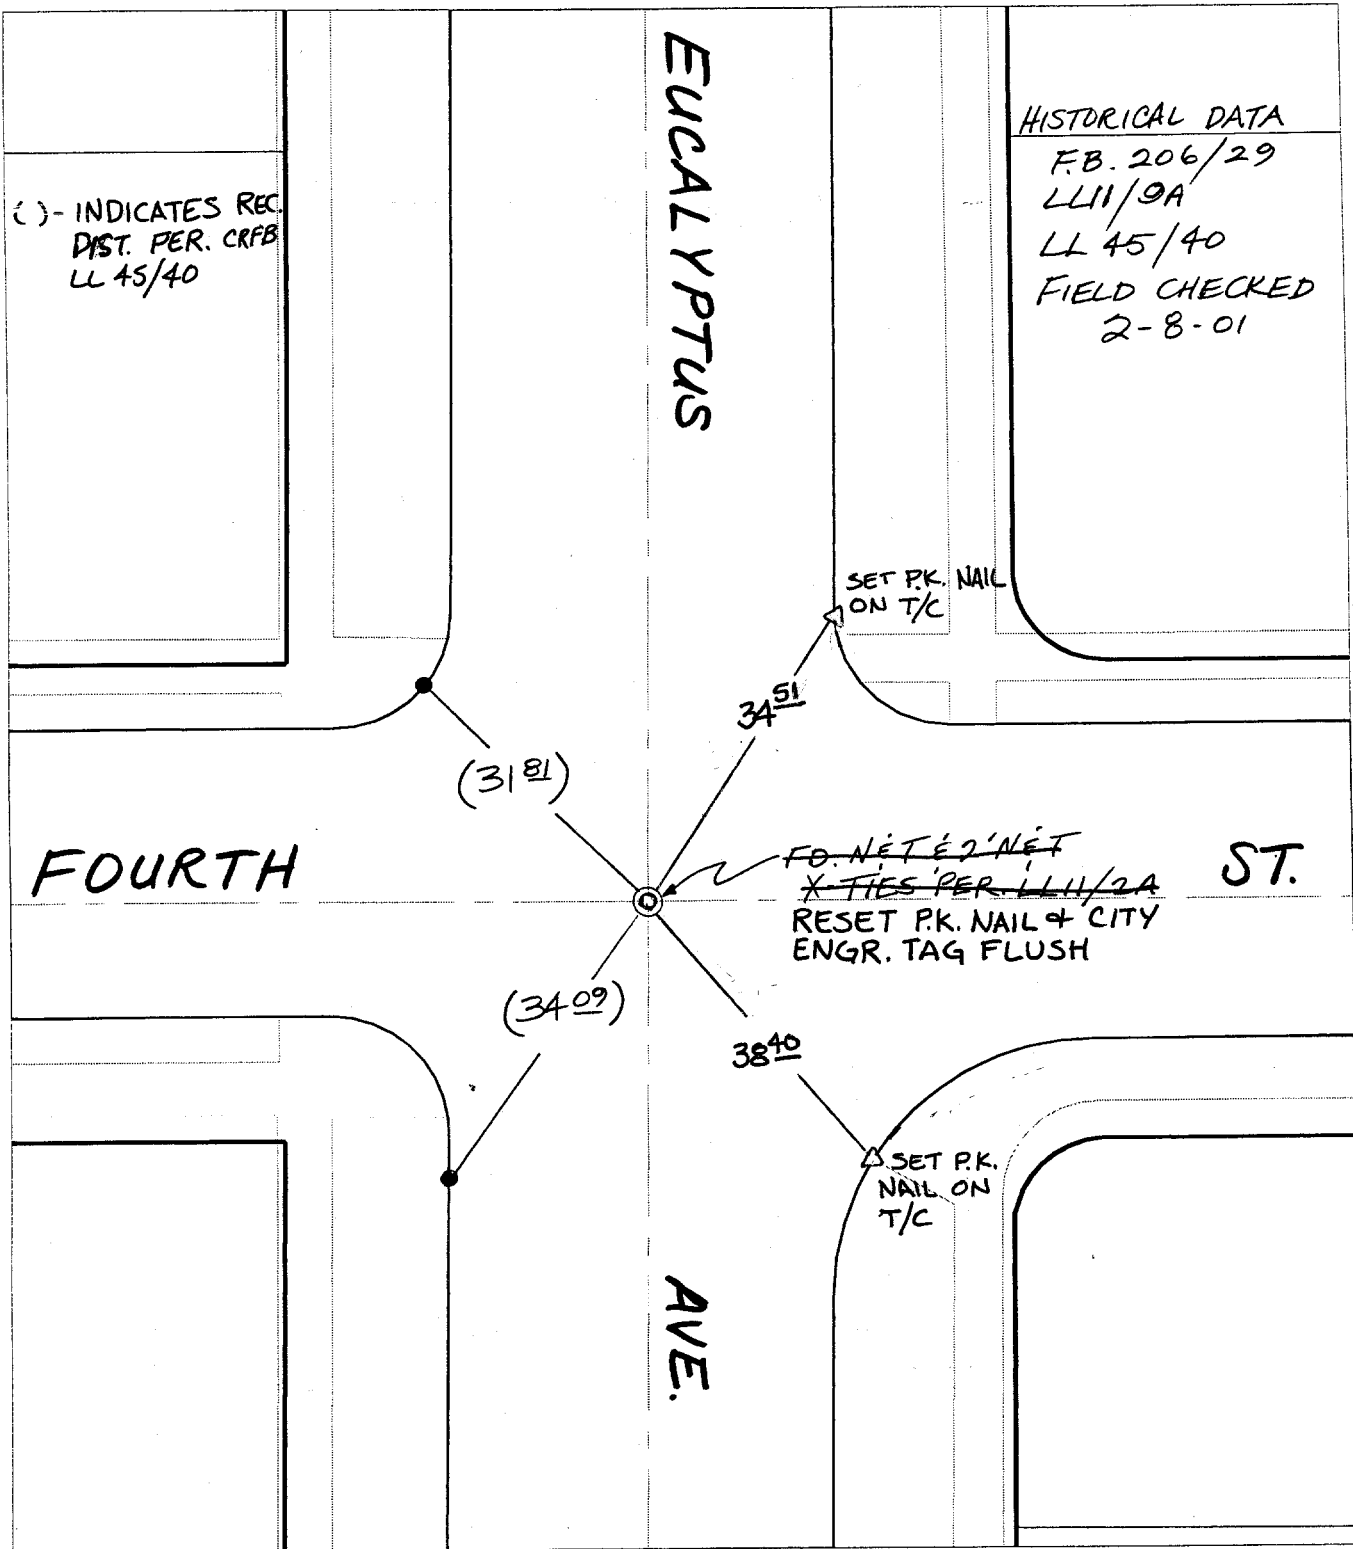 EUCALYPTUS
HISTORICAL DATA
F.B. 206/29
LL11/9A
LL 45/40
FIELD CHECKED
2-8-01
( )- INDICATES REC.
DIST. PER. CRFB
LL 45/40
SET P.K. NAIL
ON T/C
34 51
(31 81)
FOURTH
ST.
FD. N&T & 2' N&T
X-TIES PER. LL11/2A
RESET P.K. NAIL & CITY
ENGR. TAG FLUSH
(34 09)
38 40
SET P.K.
NAIL ON
T/C
AVE.